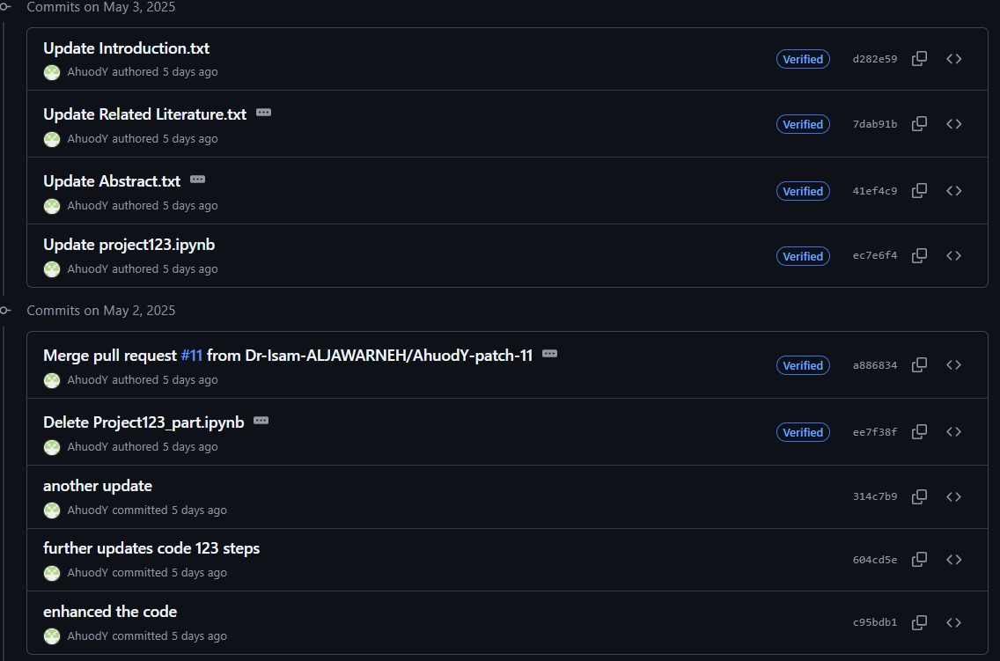 Commits on May 3, 2025
Update Introduction.txt
AhuodY authored 5 days ago
Verified
d282e59
Update Related Literature.txt
AhuodY authored 5 days ago
Verified
7dab91b
Update Abstract.txt
AhuodY authored 5 days ago
Verified
41ef4c9
Update project123.ipynb
AhuodY authored 5 days ago
Verified
ec7e6f4
Commits on May 2, 2025
Merge pull request #11 from Dr-Isam-ALJAWARNEH/AhuodY-patch-11
AhuodY authored 5 days ago
Verified
a886834
Delete Project123_part.ipynb
AhuodY authored 5 days ago
Verified
ee7f38f
another update
AhuodY committed 5 days ago
314c7b9
further updates code 123 steps
AhuodY committed 5 days ago
604cd5e
enhanced the code
AhuodY committed 5 days ago
c95bdb1